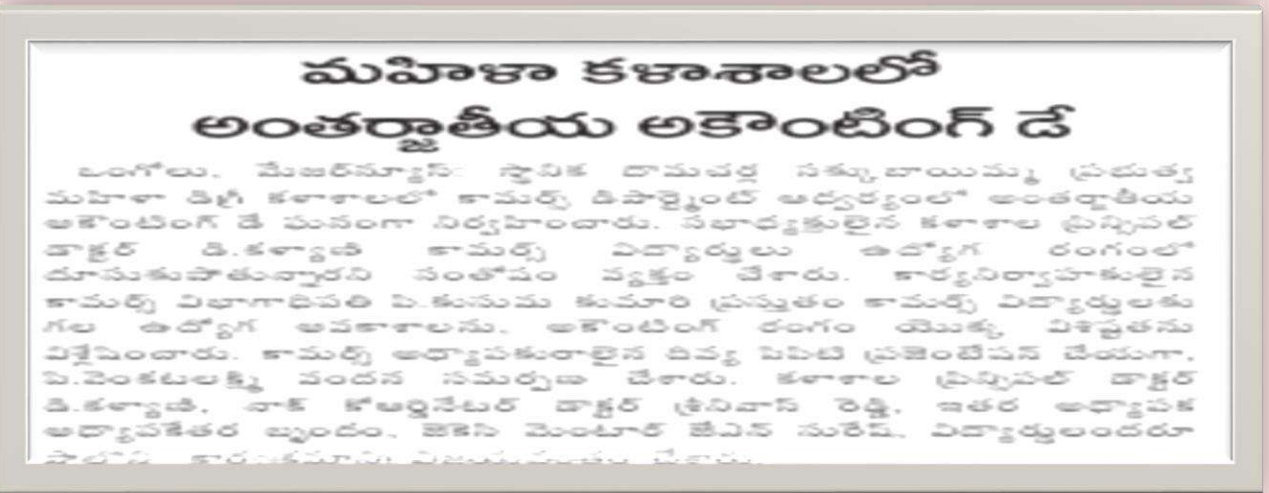 మహిళా కళాశాలలో
అంతర్జాతీయ అకౌంటింగ్ డే
ఒంగోలు, మేజర్‌న్యూస్: స్థానిక దామచర్ల సక్కుబాయమ్మ ప్రభుత్వ
మహిళా డిగ్రీ కళాశాలలో కామర్స్ డిపార్ట్మెంట్ ఆధ్వర్యంలో అంతర్జాతీయ
అకౌంటింగ్ డే ఘనంగా నిర్వహించారు. సభాధ్యక్షులైన కళాశాల ప్రిన్సిపల్
డాక్టర్ డి.కళ్యాణి కామర్స్ విద్యార్థులు ఉద్యోగ రంగంలో
దూసుకుపోతున్నారని సంతోషం వ్యక్తం చేశారు. కార్యనిర్వాహకులైన
కామర్స్ విభాగాధిపతి పి.కుసుమ కుమారి ప్రస్తుతం కామర్స్ విద్యార్థులకు
గల ఉద్యోగ అవకాశాలను, అకౌంటింగ్ రంగం యొక్క విశిష్టతను
విశ్లేషించారు. కామర్స్ అధ్యాపకురాలైన దివ్య పిపిటి ప్రజెంటేషన్ చేయగా,
పి.వెంకటలక్ష్మి వందన సమర్పణ చేశారు. కళాశాల ప్రిన్సిపల్ డాక్టర్
డి.కళ్యాణి, నాక్ కోఆర్డినేటర్ డాక్టర్ శ్రీనివాస్ రెడ్డి, ఇతర అధ్యాపక
అధ్యాపకేతర బృందం, జెకెసి మెంటార్ జేఎన్ సురేష్, విద్యార్థులందరూ